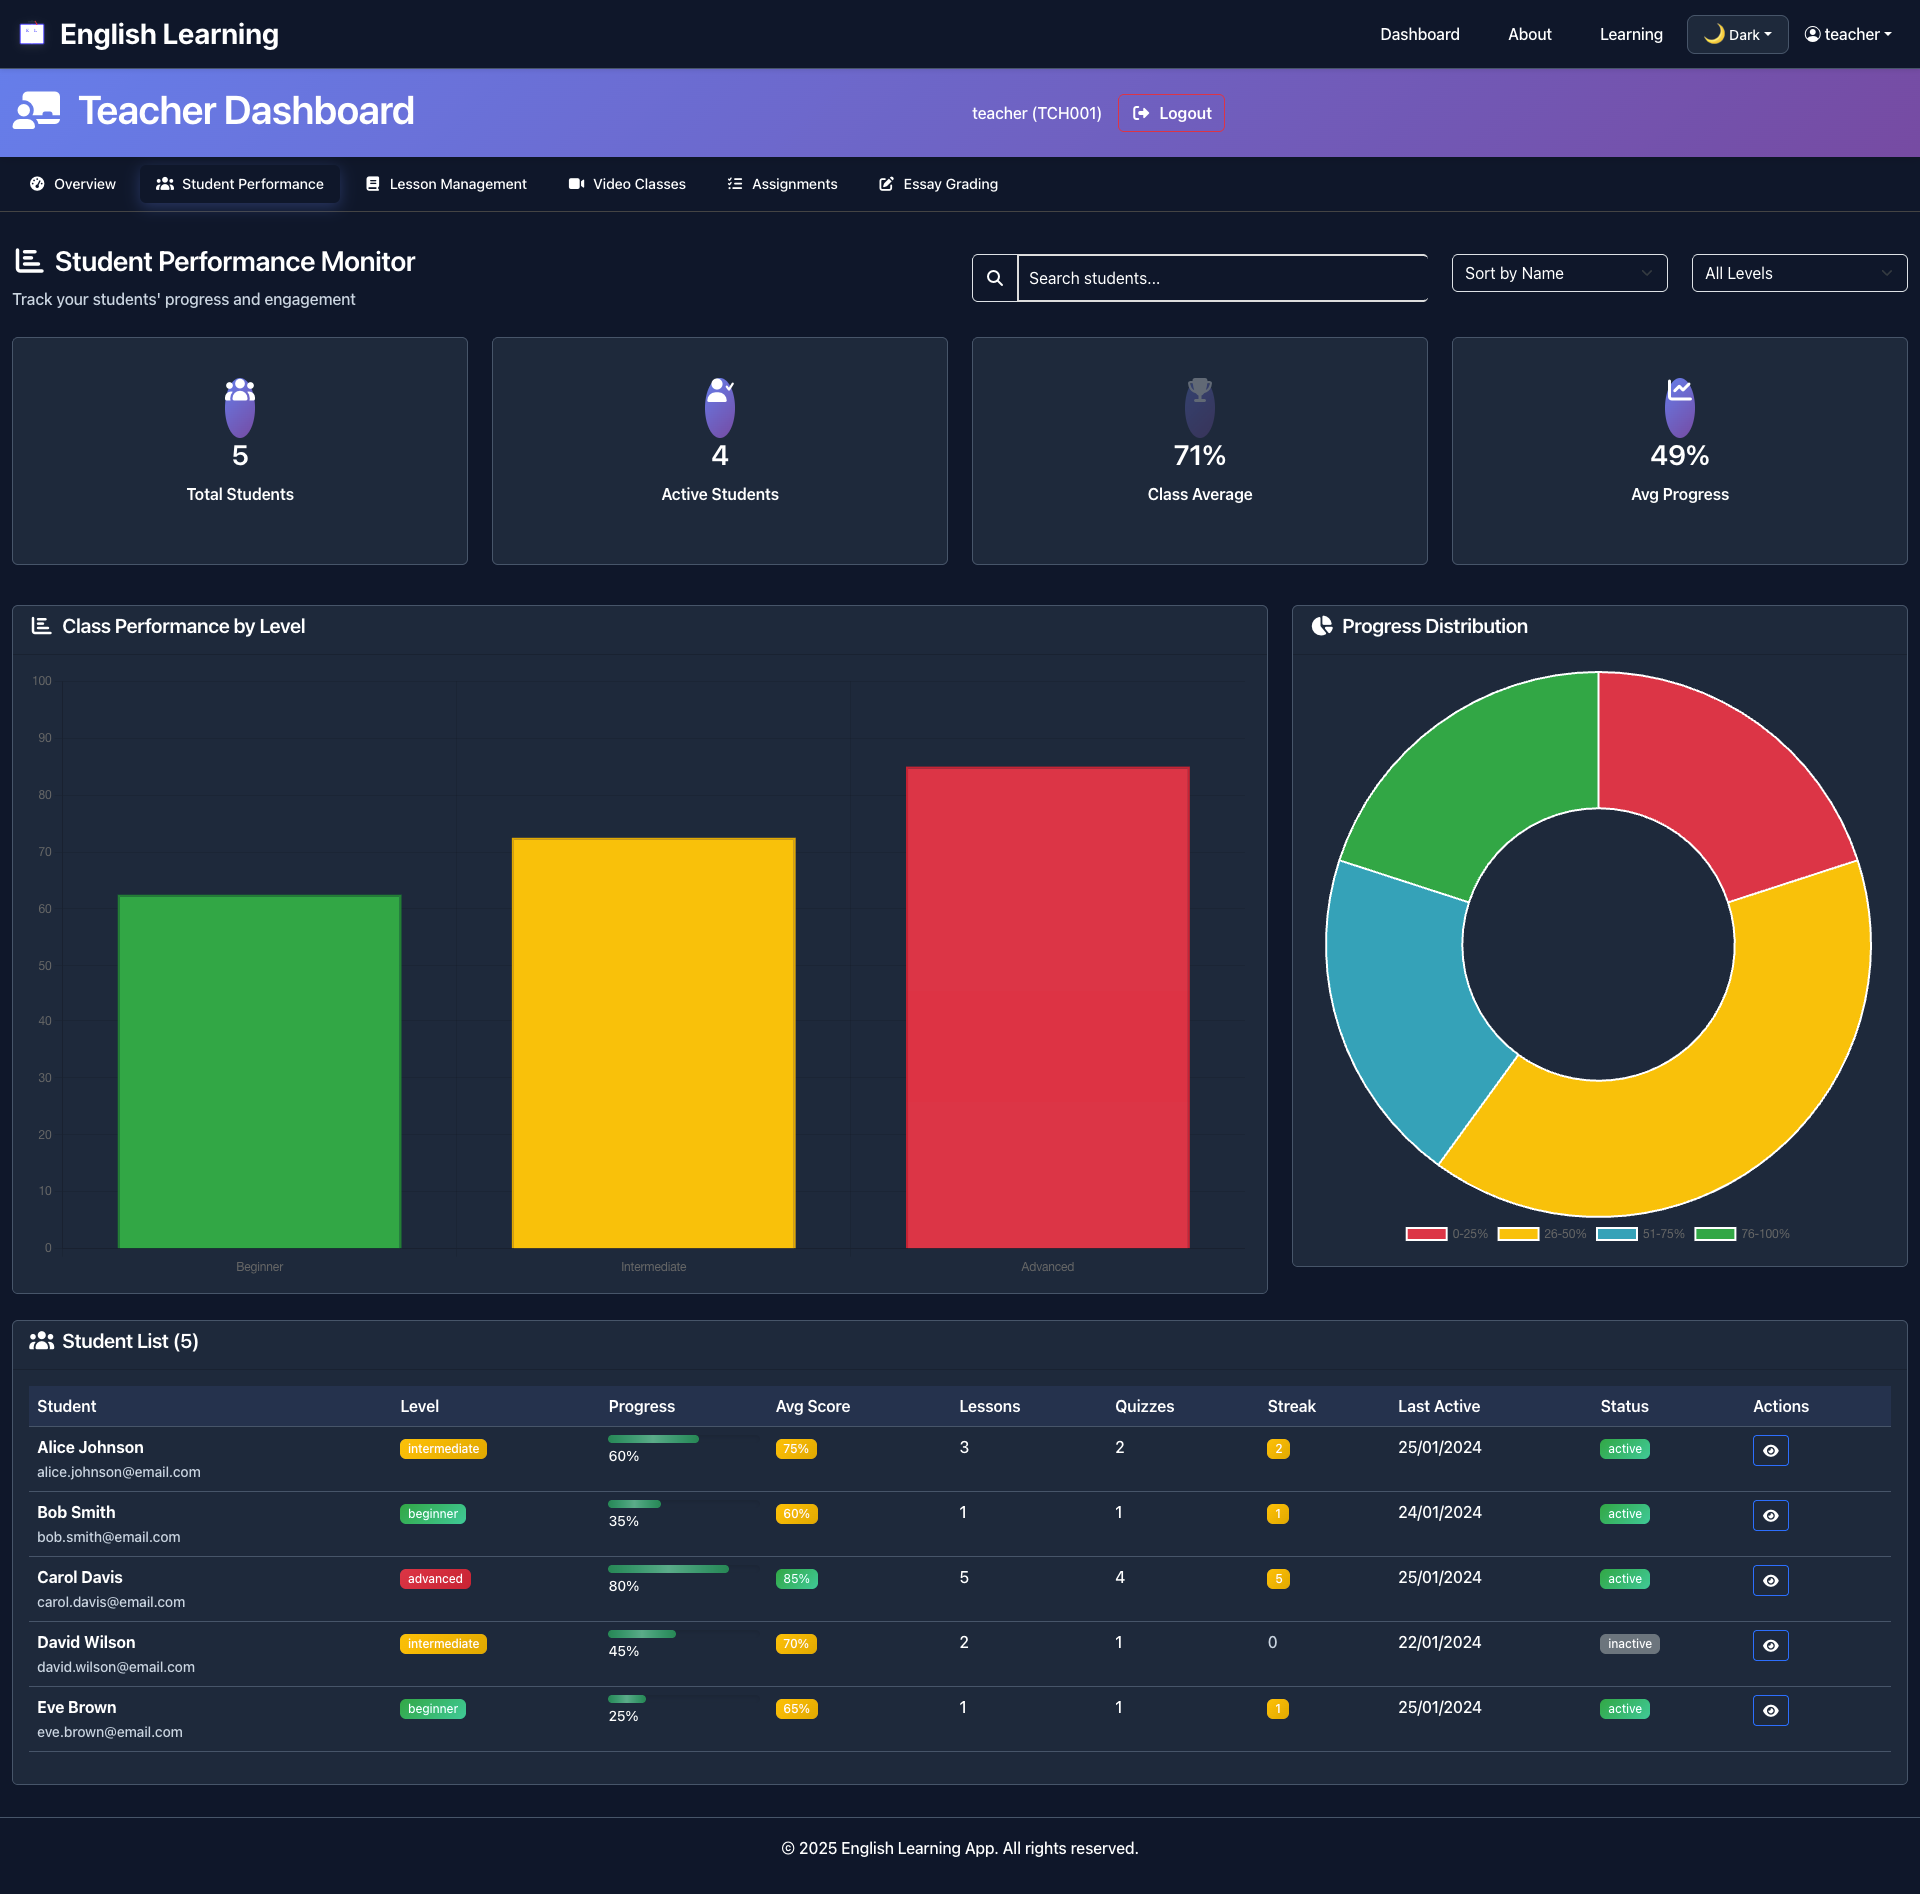 English Learning
Dashboard About Learning 🌙 Dark teacher
Teacher Dashboard
teacher (TCH001) Logout
Overview Student Performance Lesson Management Video Classes Assignments Essay Grading
Student Performance Monitor
Track your students' progress and engagement
Search students...
Sort by Name
All Levels
5
Total Students
4
Active Students
71%
Class Average
49%
Avg Progress
Class Performance by Level
100
90
80
70
60
50
40
30
20
10
0
Beginner Intermediate Advanced
Progress Distribution
0-25% 26-50% 51-75% 76-100%
Student List (5)
Student Level Progress Avg Score Lessons Quizzes Streak Last Active Status Actions
Alice Johnson intermediate 60% 75% 3 2 2 25/01/2024 active
alice.johnson@email.com
Bob Smith beginner 35% 60% 1 1 1 24/01/2024 active
bob.smith@email.com
Carol Davis advanced 80% 85% 5 4 5 25/01/2024 active
carol.davis@email.com
David Wilson intermediate 45% 70% 2 1 0 22/01/2024 inactive
david.wilson@email.com
Eve Brown beginner 25% 65% 1 1 1 25/01/2024 active
eve.brown@email.com
© 2025 English Learning App. All rights reserved.